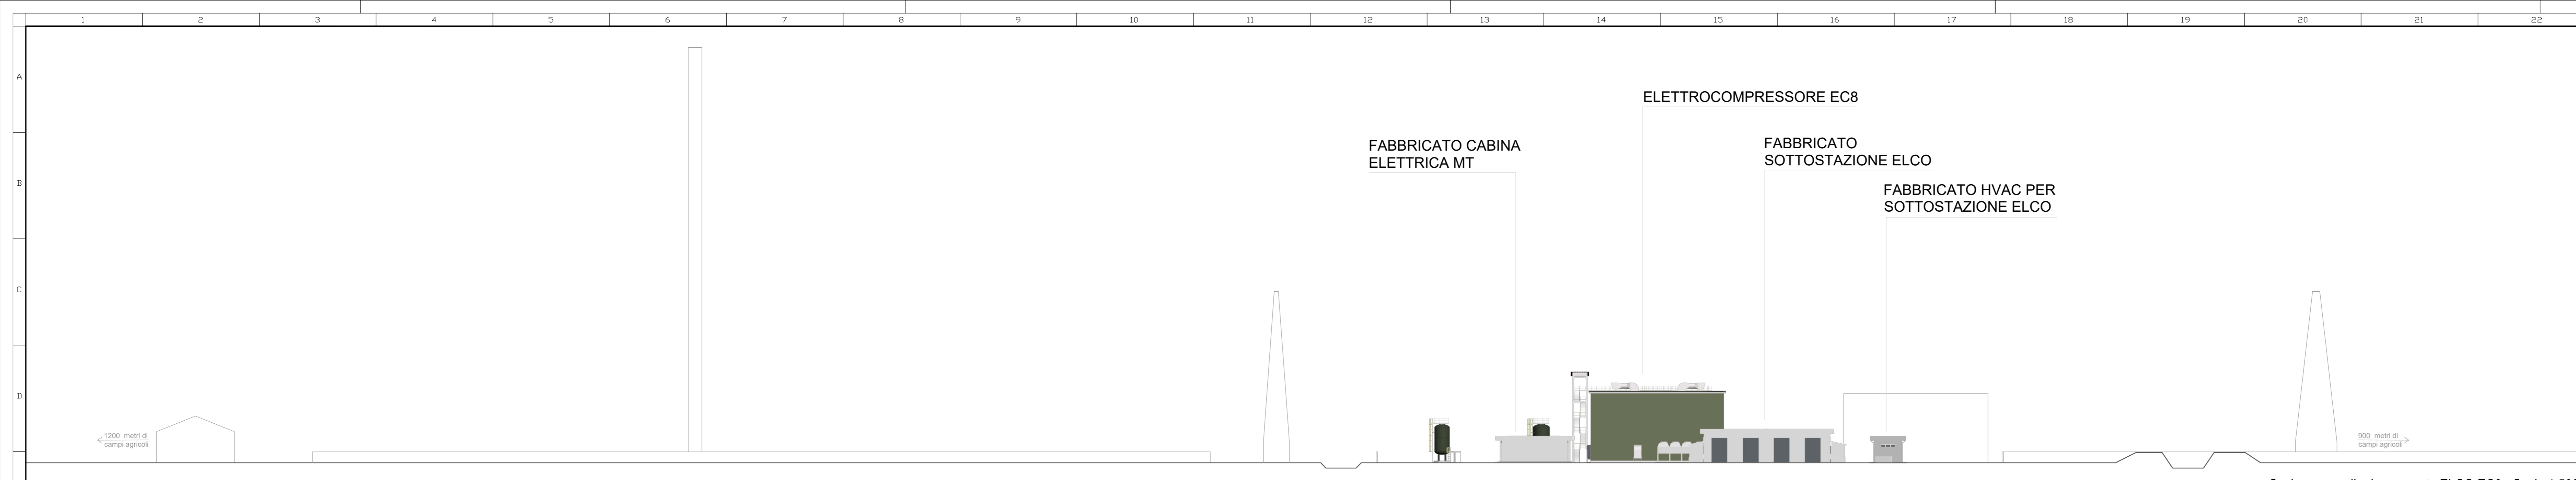 1 2 3 4 5 6 7 8 9 10 11 12 13 14 15 16 17 18 19 20 21 22
A
ELETTROCOMPRESSORE EC8
FABBRICATO CABINA
ELETTRICA MT
FABBRICATO
SOTTOSTAZIONE ELCO
B
FABBRICATO HVAC PER
SOTTOSTAZIONE ELCO
C
D
1200 metri di
campi agricoli
900 metri di
campi agricoli